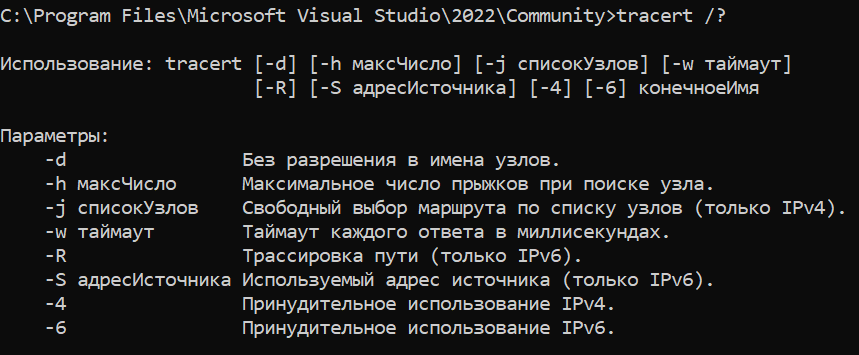 C:\Program Files\Microsoft Visual Studio\2022\Community>tracert /?
Использование: tracert [-d] [-h максЧисло] [-j списокУзлов] [-w таймаут]
[-R] [-S адресИсточника] [-4] [-6] конечноеИмя
Параметры:
-d Без разрешения в имена узлов.
-h максЧисло Максимальное число прыжков при поиске узла.
-j списокУзлов Свободный выбор маршрута по списку узлов (только IPv4).
-w таймаут Таймаут каждого ответа в миллисекундах.
-R Трассировка пути (только IPv6).
-S адресИсточника Используемый адрес источника (только IPv6).
-4 Принудительное использование IPv4.
-6 Принудительное использование IPv6.